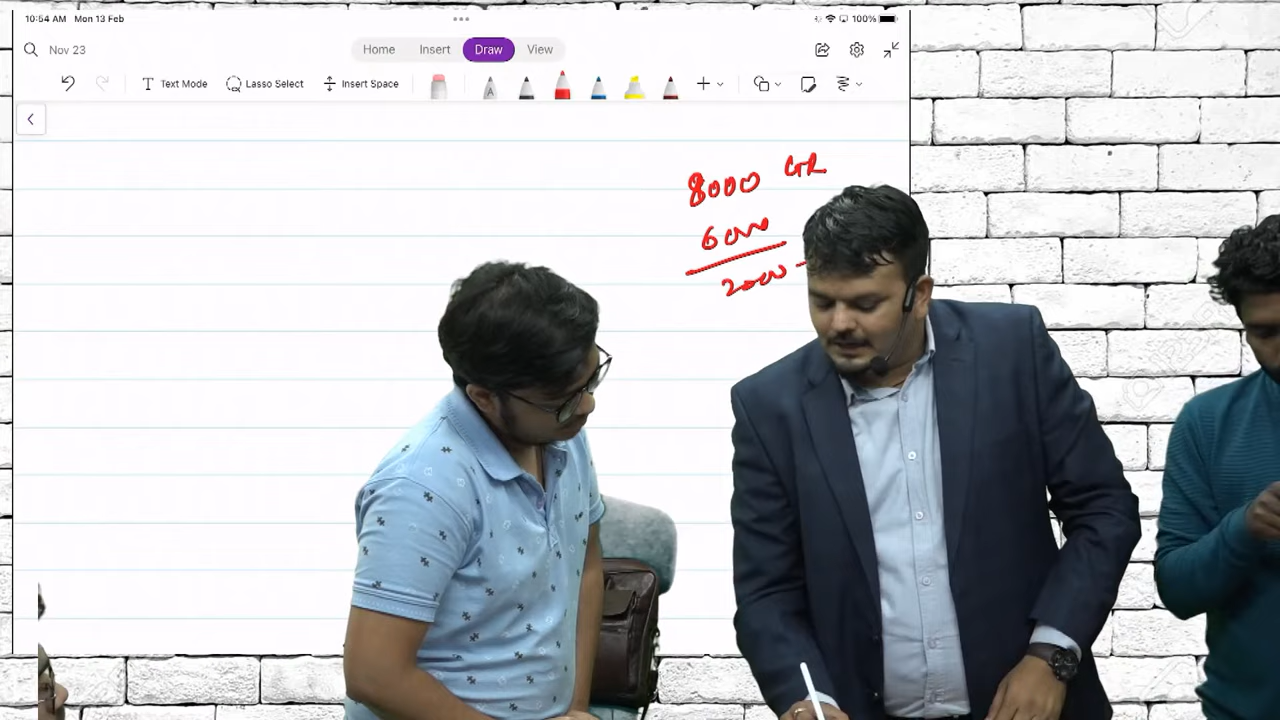 10:54 AM Mon 13 Feb
100%
Nov 23
Home Insert Draw View
Text Mode Lasso Select Insert Space
8000 GR
6000
2000 -